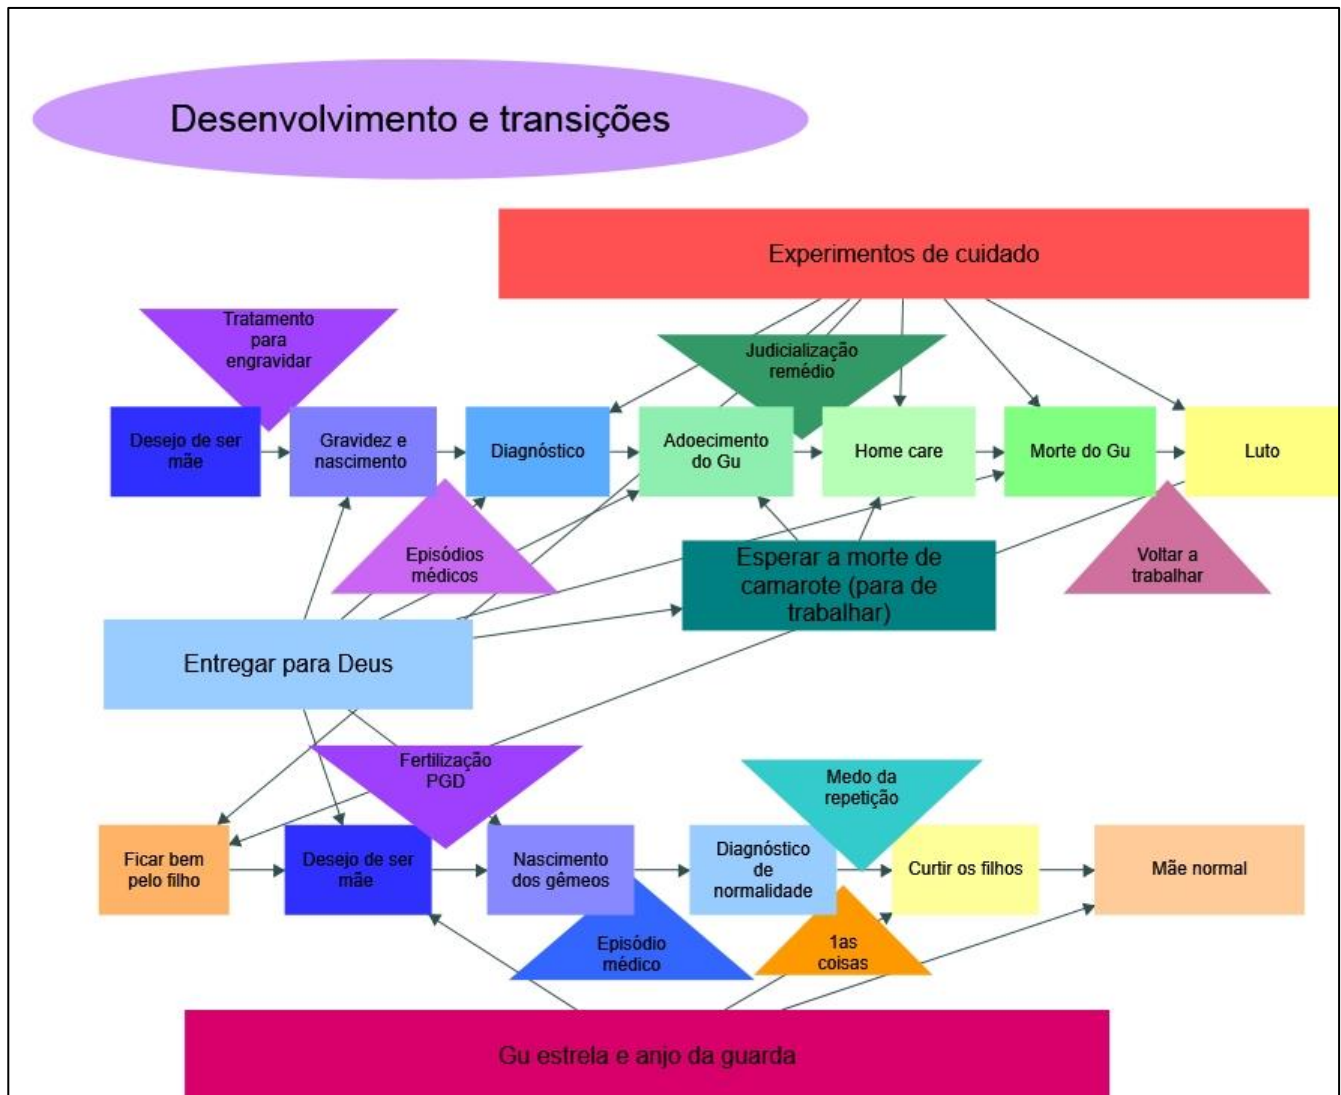 Desenvolvimento e transições
Experimentos de cuidado
Tratamento
para
engravidar
Judicialização
remédio
Desejo de ser
mãe
Gravidez e
nascimento
Diagnóstico
Adoecimento
do Gu
Home care
Morte do Gu
Luto
Episódios
médicos
Esperar a morte de
camarote (para de
trabalhar)
Voltar a
trabalhar
Entregar para Deus
Fertilização
PGD
Medo da
repetição
Ficar bem
pelo filho
Desejo de ser
mãe
Nascimento
dos gêmeos
Diagnóstico
de
normalidade
Curtir os filhos
Mãe normal
Episódio
médico
1as
coisas
Gu estrela e anjo da guarda